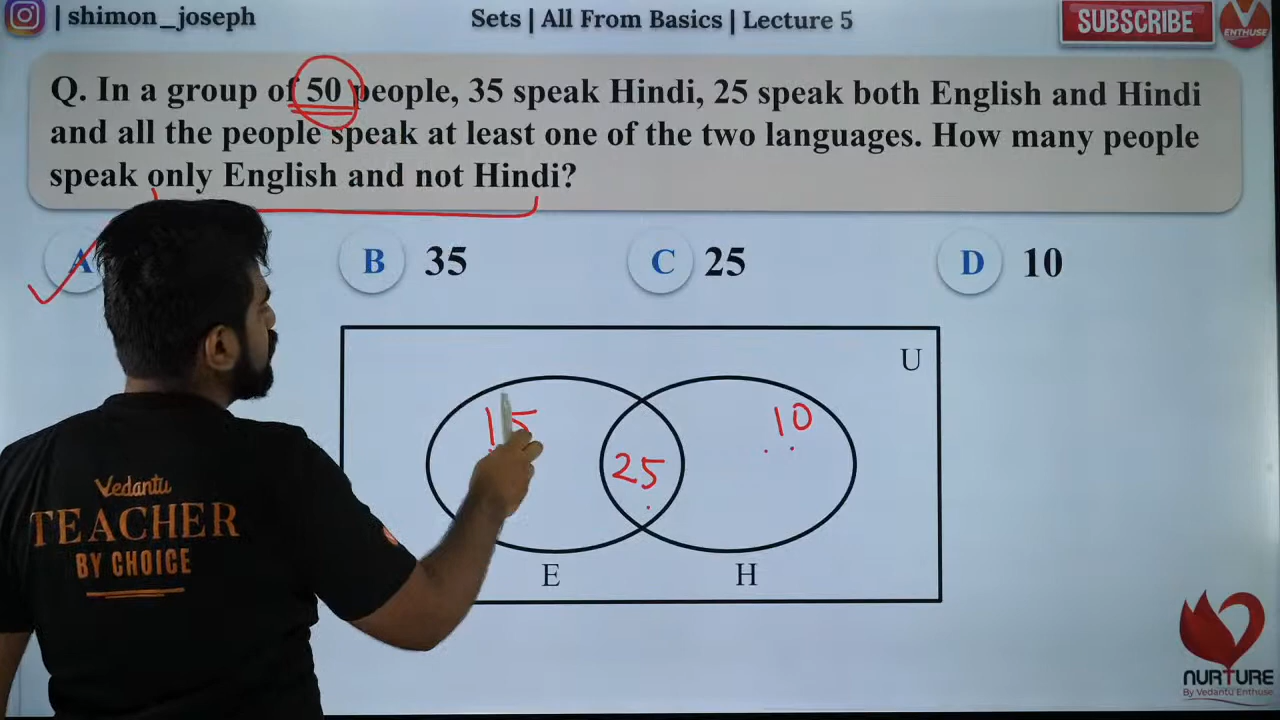 | shimon_joseph
Sets | All From Basics | Lecture 5
SUBSCRIBE
ENTHUSE
Q. In a group of 50 people, 35 speak Hindi, 25 speak both English and Hindi
and all the people speak at least one of the two languages. How many people
speak only English and not Hindi?
A
B 35
C 25
D 10
U
15
25
10
E
H
Vedantu
TEACHER
BY CHOICE
NURTURE
By Vedantu Enthuse